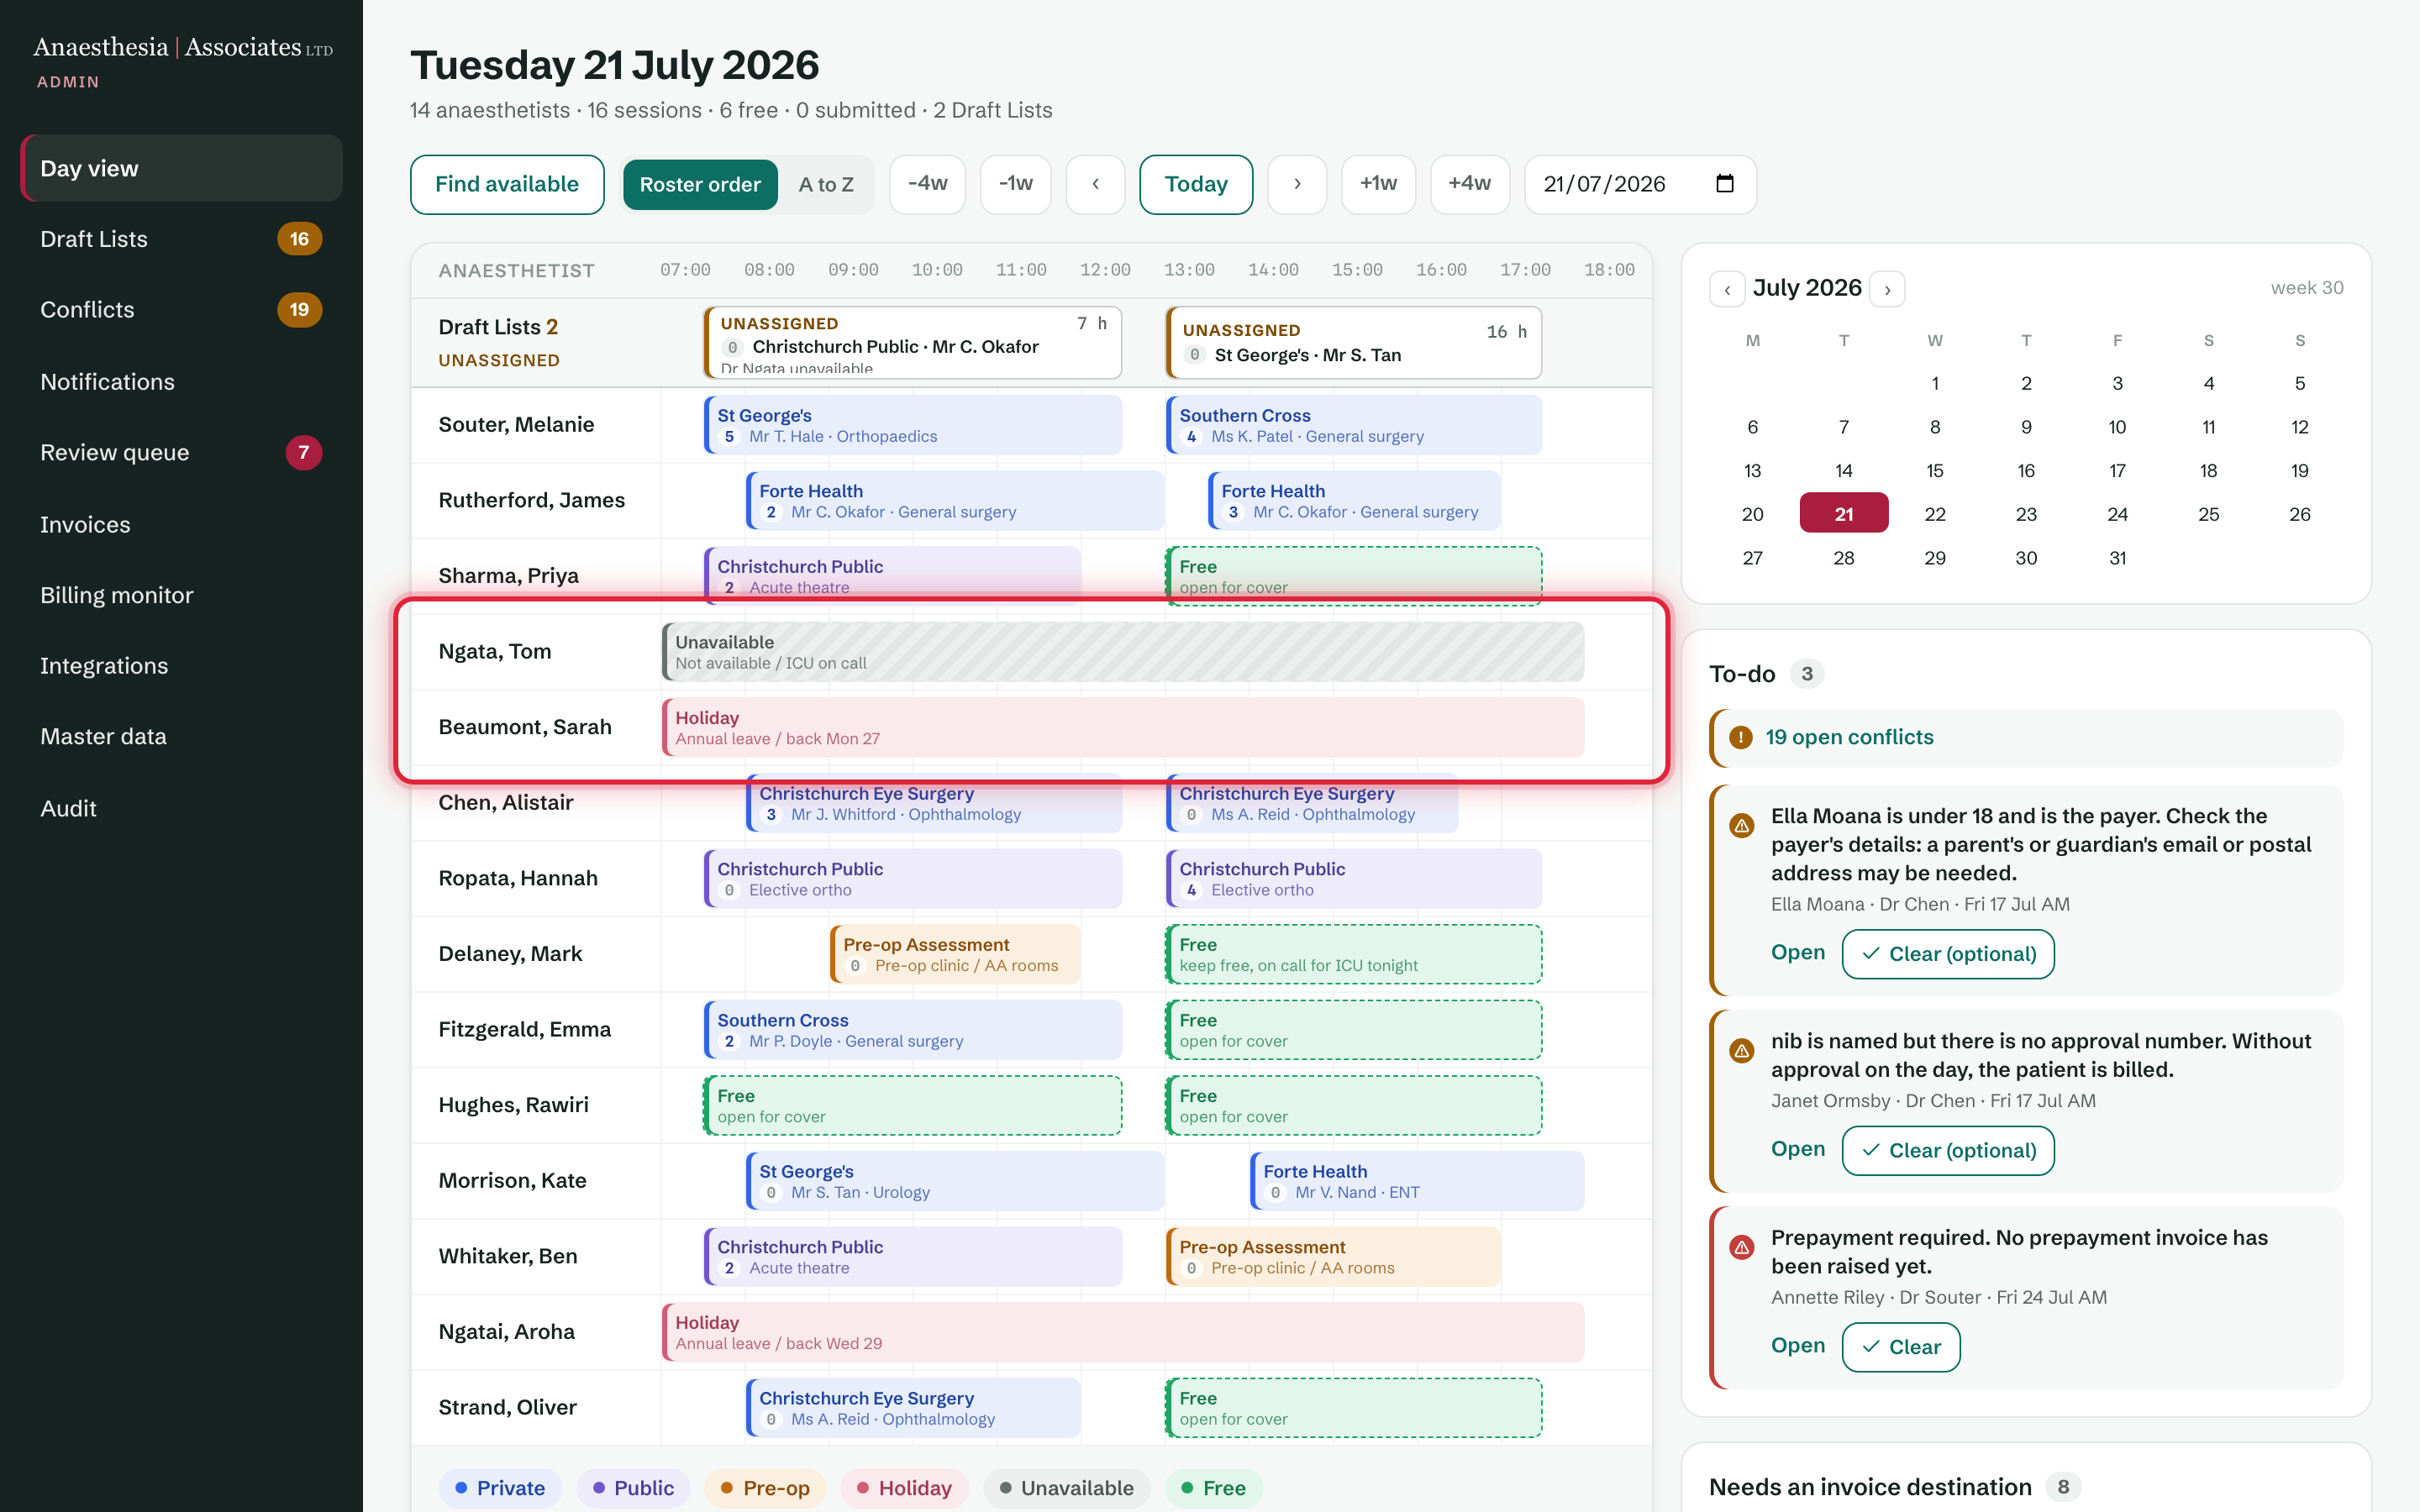 Anaesthesia | Associates LTD
ADMIN
Day view
Draft Lists 16
Conflicts 19
Notifications
Review queue 7
Invoices
Billing monitor
Integrations
Master data
Audit
Tuesday 21 July 2026
14 anaesthetists · 16 sessions · 6 free · 0 submitted · 2 Draft Lists
Find available Roster order A to Z -4w -1w ‹ Today › +1w +4w 21/07/2026
ANAESTHETIST 07:00 08:00 09:00 10:00 11:00 12:00 13:00 14:00 15:00 16:00 17:00 18:00
Draft Lists 2
UNASSIGNED
UNASSIGNED 7 h
0 Christchurch Public · Mr C. Okafor
Dr Ngata unavailable
UNASSIGNED 16 h
0 St George's · Mr S. Tan
Souter, Melanie
St George's
5 Mr T. Hale · Orthopaedics
Southern Cross
4 Ms K. Patel · General surgery
Rutherford, James
Forte Health
2 Mr C. Okafor · General surgery
Forte Health
3 Mr C. Okafor · General surgery
Sharma, Priya
Christchurch Public
2 Acute theatre
Free
open for cover
Ngata, Tom
Unavailable
Not available / ICU on call
Beaumont, Sarah
Holiday
Annual leave / back Mon 27
Chen, Alistair
Christchurch Eye Surgery
3 Mr J. Whitford · Ophthalmology
Christchurch Eye Surgery
0 Ms A. Reid · Ophthalmology
Ropata, Hannah
Christchurch Public
0 Elective ortho
Christchurch Public
4 Elective ortho
Delaney, Mark
Pre-op Assessment
0 Pre-op clinic / AA rooms
Free
keep free, on call for ICU tonight
Fitzgerald, Emma
Southern Cross
2 Mr P. Doyle · General surgery
Free
open for cover
Hughes, Rawiri
Free
open for cover
Free
open for cover
Morrison, Kate
St George's
0 Mr S. Tan · Urology
Forte Health
0 Mr V. Nand · ENT
Whitaker, Ben
Christchurch Public
2 Acute theatre
Pre-op Assessment
0 Pre-op clinic / AA rooms
Ngatai, Aroha
Holiday
Annual leave / back Wed 29
Strand, Oliver
Christchurch Eye Surgery
0 Ms A. Reid · Ophthalmology
Free
open for cover
Private Public Pre-op Holiday Unavailable Free
‹ July 2026 › week 30
M T W T F S S
1 2 3 4 5
6 7 8 9 10 11 12
13 14 15 16 17 18 19
20 21 22 23 24 25 26
27 28 29 30 31
To-do 3
19 open conflicts
Ella Moana is under 18 and is the payer. Check the
payer's details: a parent's or guardian's email or postal
address may be needed.
Ella Moana · Dr Chen · Fri 17 Jul AM
Open ✓ Clear (optional)
nib is named but there is no approval number. Without
approval on the day, the patient is billed.
Janet Ormsby · Dr Chen · Fri 17 Jul AM
Open ✓ Clear (optional)
Prepayment required. No prepayment invoice has
been raised yet.
Annette Riley · Dr Souter · Fri 24 Jul AM
Open ✓ Clear
Needs an invoice destination 8